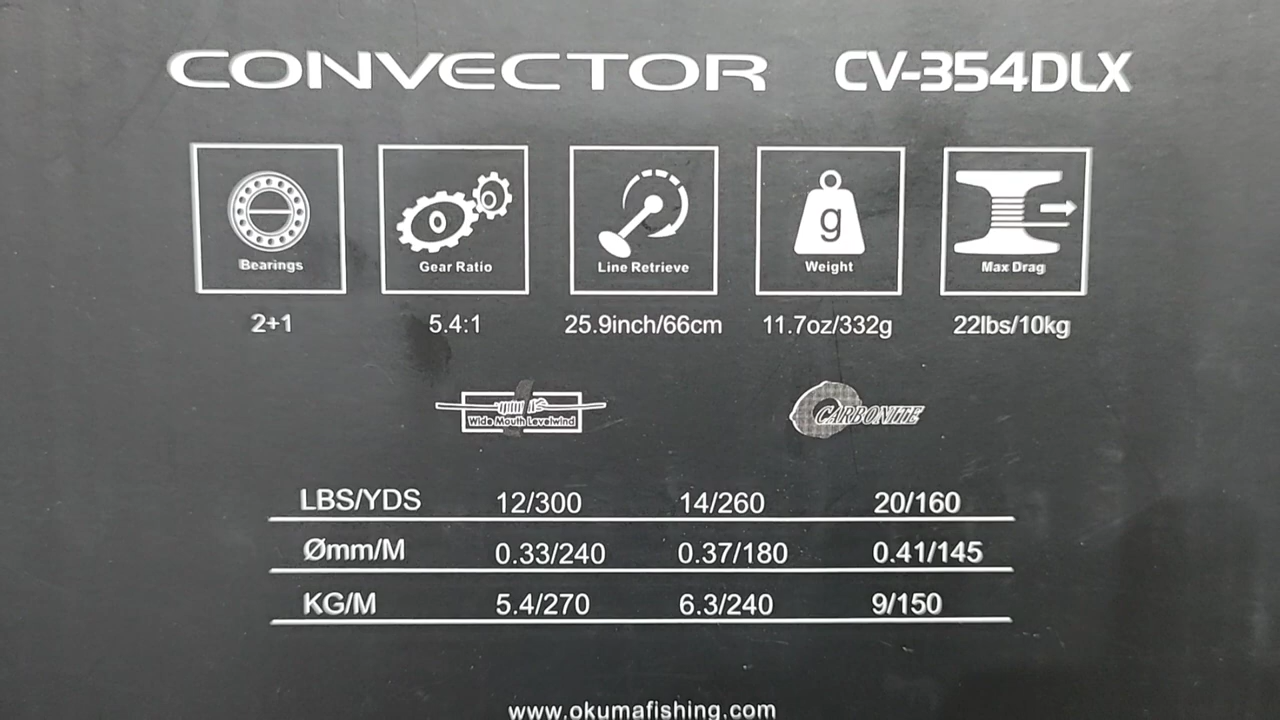 CONVECTOR CV-354DLX
Bearings Gear Ratio Line Retrieve g Weight Max Drag
2+1 5.4:1 25.9inch/66cm 11.7oz/332g 22lbs/10kg
Wide Mouth Levelwind CARBONITE
LBS/YDS 12/300 14/260 20/160
Ømm/M 0.33/240 0.37/180 0.41/145
KG/M 5.4/270 6.3/240 9/150
www.okumafishing.com